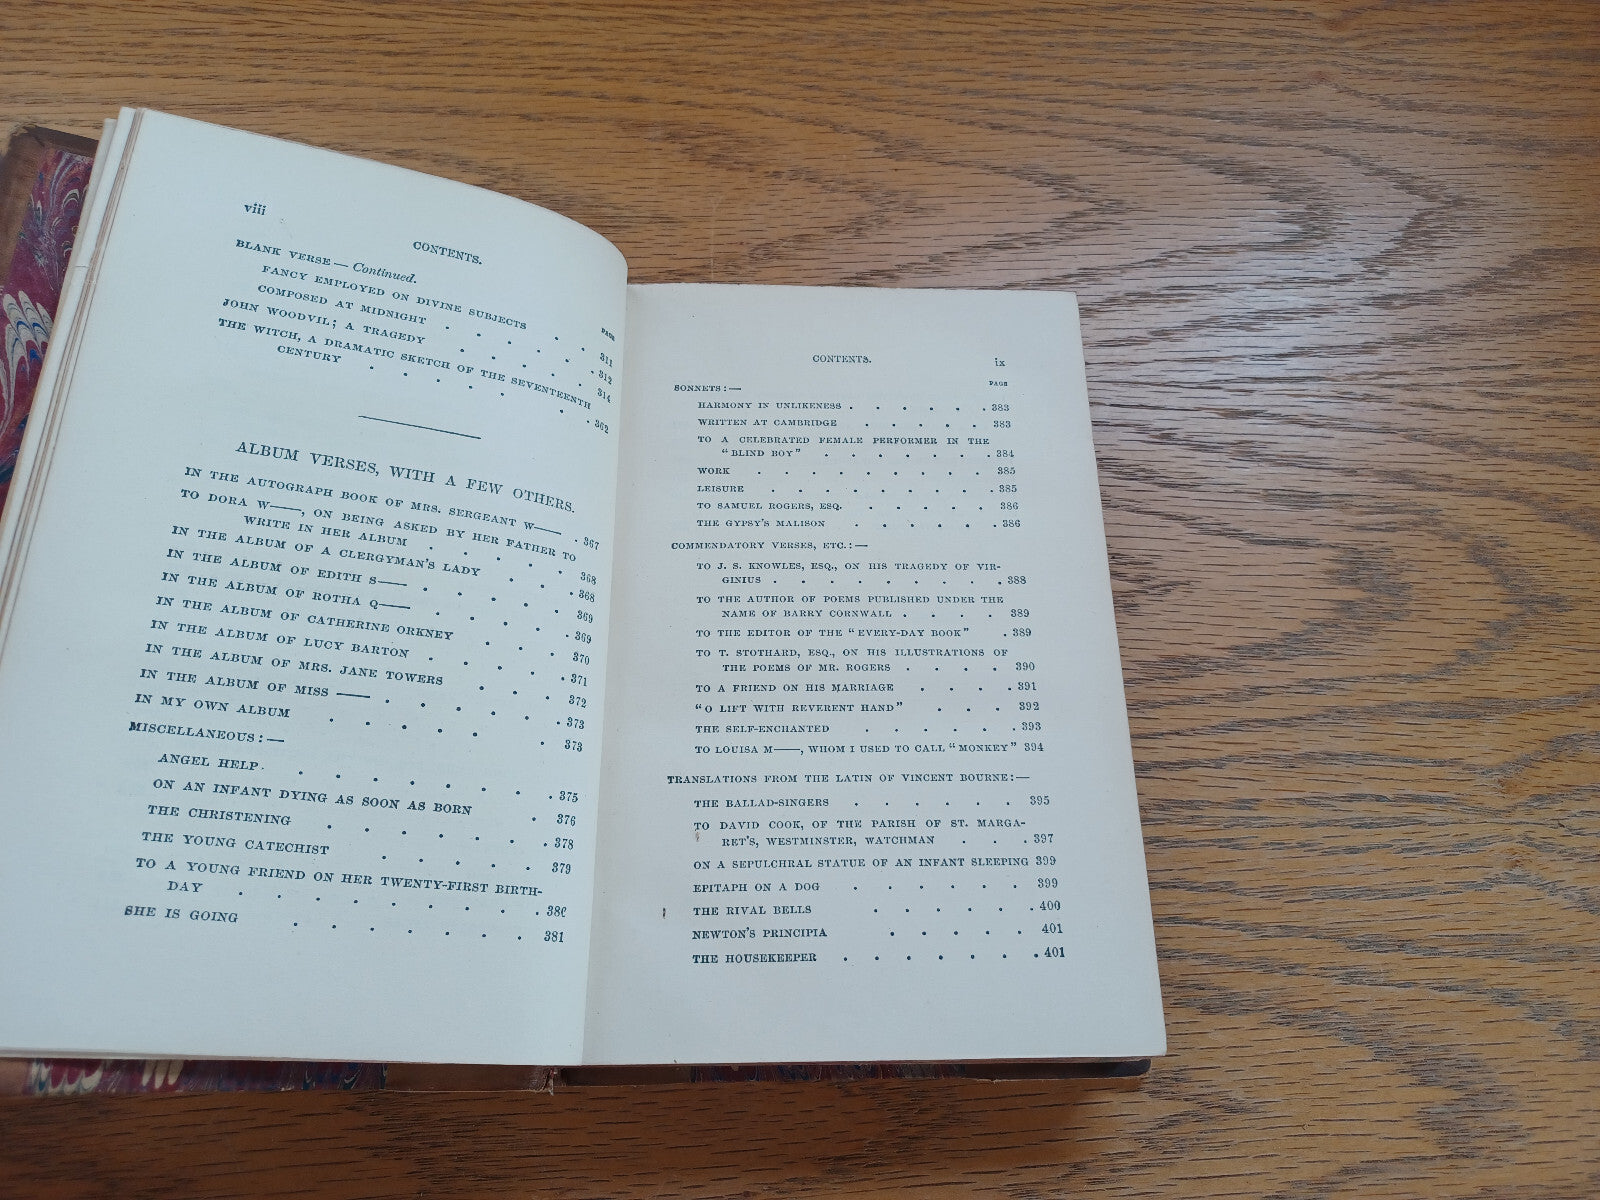 viii
CONTENTS.
BLANK VERSE — Continued.
PAGE
FANCY EMPLOYED ON DIVINE SUBJECTS . . 311
COMPOSED AT MIDNIGHT . . . . . 312
JOHN WOODVIL; A TRAGEDY . . . . . 314
THE WITCH, A DRAMATIC SKETCH OF THE SEVENTEENTH
CENTURY . . . . . . . 362
ALBUM VERSES, WITH A FEW OTHERS.
IN THE AUTOGRAPH BOOK OF MRS. SERGEANT W—— . 367
TO DORA W——, ON BEING ASKED BY HER FATHER TO
WRITE IN HER ALBUM . . . . . 368
IN THE ALBUM OF A CLERGYMAN'S LADY . . . 368
IN THE ALBUM OF EDITH S—— . . . . . 369
IN THE ALBUM OF ROTHA Q—— . . . . . 369
IN THE ALBUM OF CATHERINE ORKNEY . . . . 370
IN THE ALBUM OF LUCY BARTON . . . . . 371
IN THE ALBUM OF MRS. JANE TOWERS . . . . 372
IN THE ALBUM OF MISS —— . . . . . . 373
IN MY OWN ALBUM . . . . . . 373
MISCELLANEOUS:—
ANGEL HELP . . . . . . . . 375
ON AN INFANT DYING AS SOON AS BORN . 376
THE CHRISTENING . . . . . . . 378
THE YOUNG CATECHIST . . . . . . 379
TO A YOUNG FRIEND ON HER TWENTY-FIRST BIRTH-
DAY . . . . . . . . 380
SHE IS GOING . . . . . . . 381
CONTENTS. ix
PAGE
SONNETS:—
HARMONY IN UNLIKENESS . . . . . . 383
WRITTEN AT CAMBRIDGE . . . . . 383
TO A CELEBRATED FEMALE PERFORMER IN THE
"BLIND BOY" . . . . . . . 384
WORK . . . . . . . . . 385
LEISURE . . . . . . . . . 385
TO SAMUEL ROGERS, ESQ. . . . . . 386
THE GYPSY'S MALISON . . . . . . 386
COMMENDATORY VERSES, ETC.:—
TO J. S. KNOWLES, ESQ., ON HIS TRAGEDY OF VIR-
GINIUS . . . . . . . . . 388
TO THE AUTHOR OF POEMS PUBLISHED UNDER THE
NAME OF BARRY CORNWALL . . . . 389
TO THE EDITOR OF THE "EVERY-DAY BOOK" . 389
TO T. STOTHARD, ESQ., ON HIS ILLUSTRATIONS OF
THE POEMS OF MR. ROGERS . . . . . 390
TO A FRIEND ON HIS MARRIAGE . . . . 391
"O LIFT WITH REVERENT HAND" . . . 392
THE SELF-ENCHANTED . . . . . . 393
TO LOUISA M——, WHOM I USED TO CALL "MONKEY" 394
TRANSLATIONS FROM THE LATIN OF VINCENT BOURNE:—
THE BALLAD-SINGERS . . . . . . 395
TO DAVID COOK, OF THE PARISH OF ST. MARGA-
RET'S, WESTMINSTER, WATCHMAN . . . 397
ON A SEPULCHRAL STATUE OF AN INFANT SLEEPING 399
EPITAPH ON A DOG . . . . . . . 399
THE RIVAL BELLS . . . . . . 400
NEWTON'S PRINCIPIA . . . . . 401
THE HOUSEKEEPER . . . . . . . 401